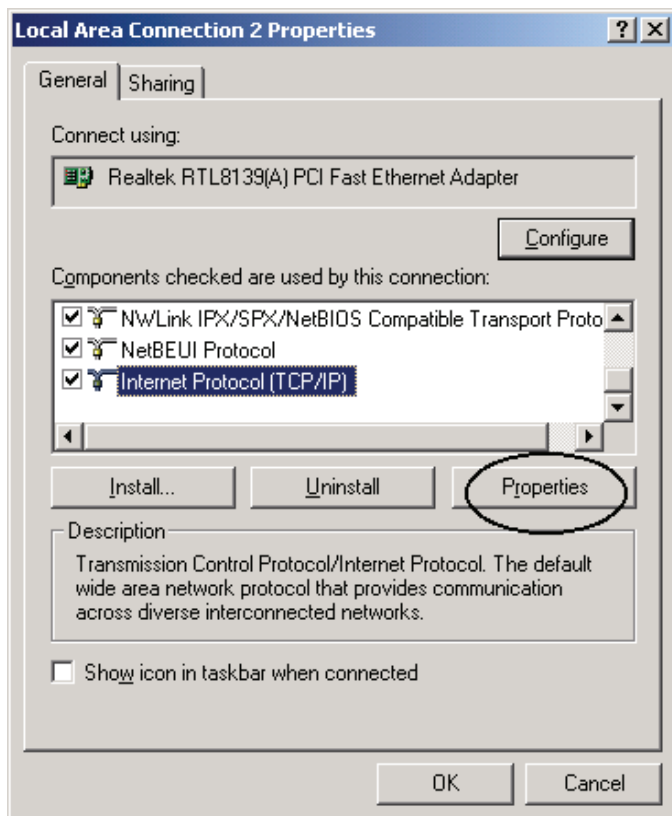 Local Area Connection 2 Properties
General
Sharing
Connect using:
Realtek RTL8139(A) PCI Fast Ethernet Adapter
Configure
Components checked are used by this connection:
NWLink IPX/SPX/NetBIOS Compatible Transport Proto
NetBEUI Protocol
Internet Protocol (TCP/IP)
Install...
Uninstall
Properties
Description
Transmission Control Protocol/Internet Protocol. The default
wide area network protocol that provides communication
across diverse interconnected networks.
Show icon in taskbar when connected
OK
Cancel